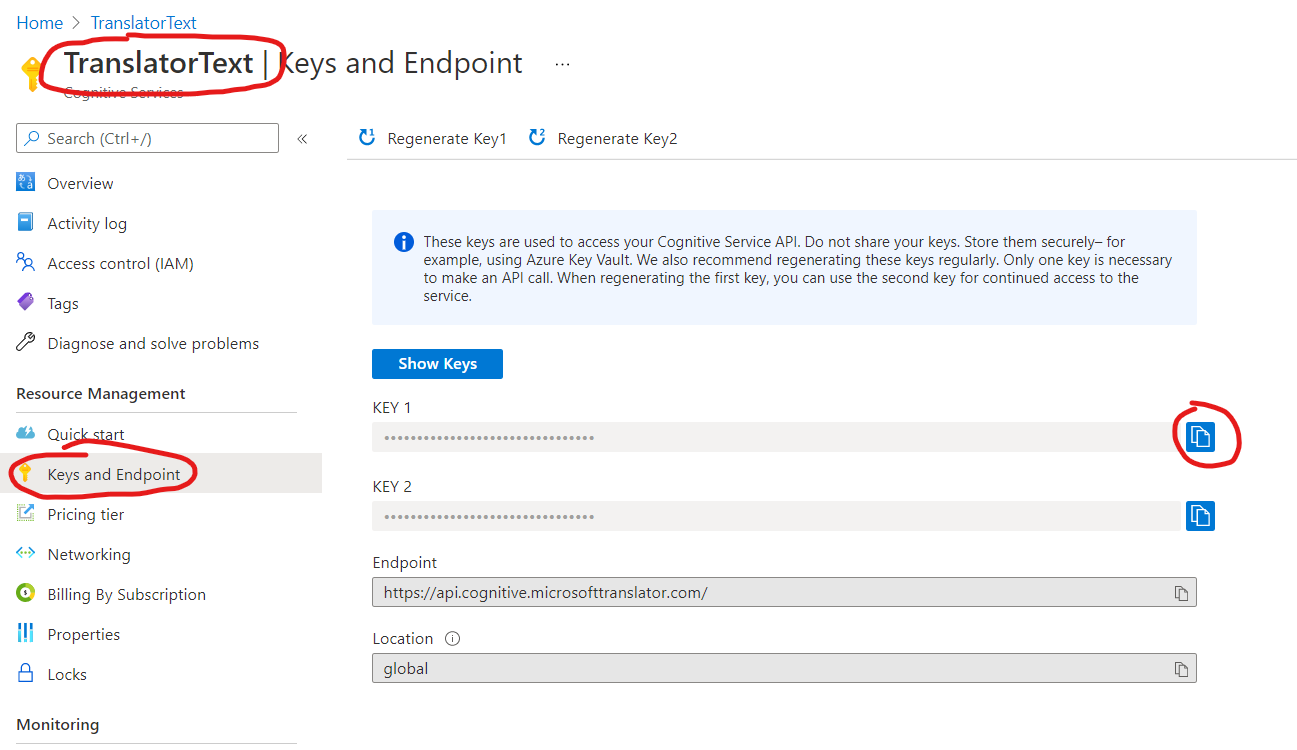 Home > TranslatorText
TranslatorText | Keys and Endpoint ...
Cognitive Services
Search (Ctrl+/)
«
Regenerate Key1
Regenerate Key2
Overview
Activity log
Access control (IAM)
Tags
Diagnose and solve problems
Resource Management
Quick start
Keys and Endpoint
Pricing tier
Networking
Billing By Subscription
Properties
Locks
Monitoring
These keys are used to access your Cognitive Service API. Do not share your keys. Store them securely– for
example, using Azure Key Vault. We also recommend regenerating these keys regularly. Only one key is necessary
to make an API call. When regenerating the first key, you can use the second key for continued access to the
service.
Show Keys
KEY 1
••••••••••••••••••••••••••••••••
KEY 2
••••••••••••••••••••••••••••••••
Endpoint
https://api.cognitive.microsofttranslator.com/
Location
global